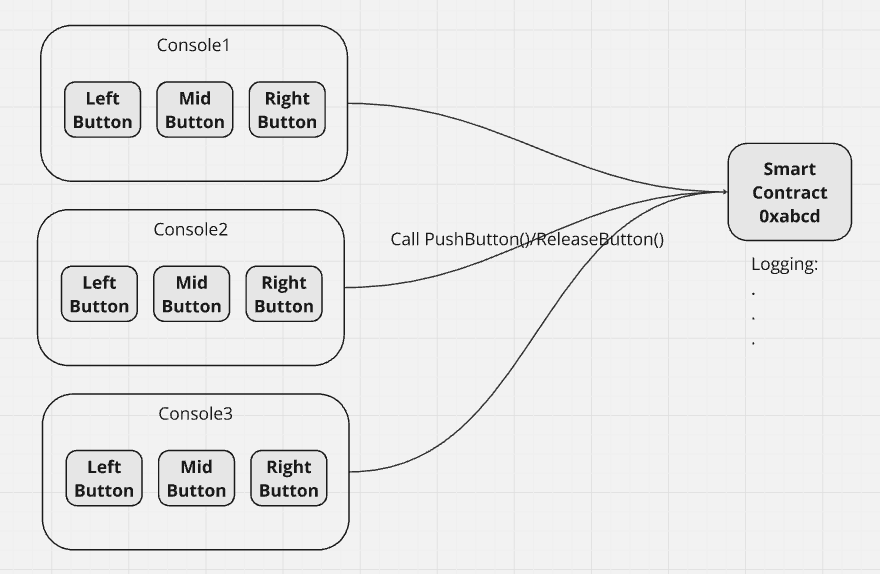 Console1
Left
Button
Mid
Button
Right
Button
Console2
Left
Button
Mid
Button
Right
Button
Console3
Left
Button
Mid
Button
Right
Button
Call PushButton()/ReleaseButton()
Smart
Contract
0xabcd
Logging:
.
.
.